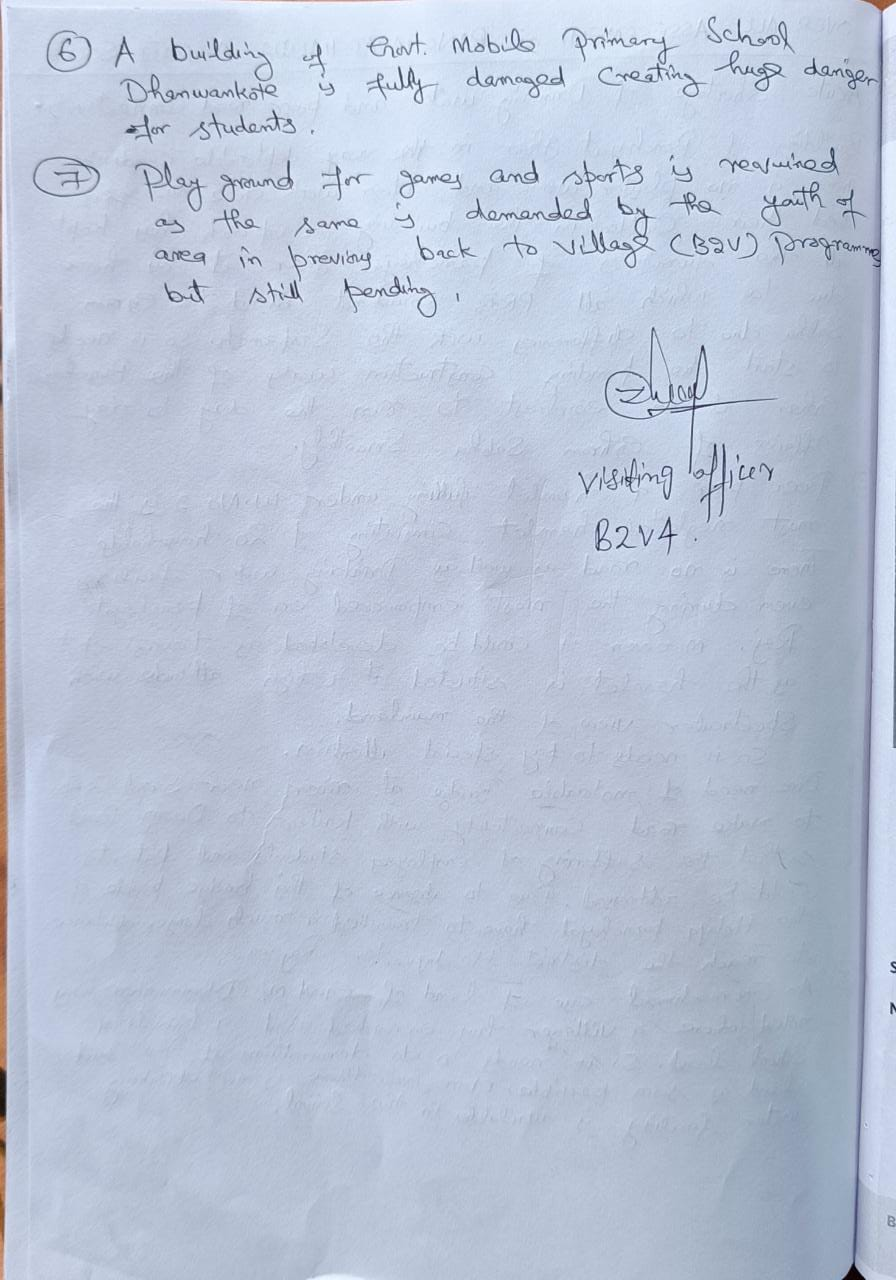 ⑥ A building of Govt. Mobile Primary School
Dhanwankote is fully damaged Creating huge danger
for students.
⑦ Play ground for games and sports is required
as the same is demanded by the youth of
area in previous back to village (B2V) programme
but still pending.
Visiting officer
B2V4.